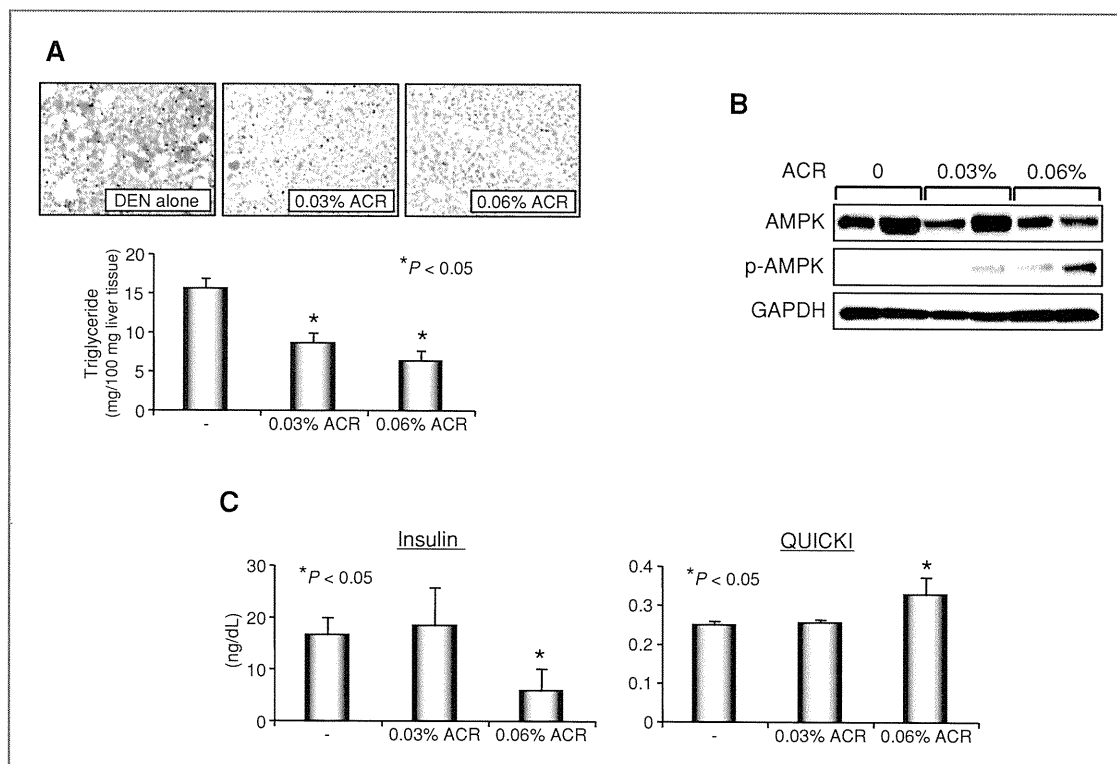 A
DEN alone
0.03% ACR
0.06% ACR
Triglyceride
(mg/100 mg liver tissue)
20
15
10
5
0
*P < 0.05
*
*
-
0.03% ACR
0.06% ACR
B
ACR 0 0.03% 0.06%
AMPK
p-AMPK
GAPDH
C
Insulin
(ng/dL)
30
20
10
0
*P < 0.05
*
-
0.03% ACR
0.06% ACR
QUICKI
0.4
0.3
0.2
0.1
0
*P < 0.05
*
-
0.03% ACR
0.06% ACR